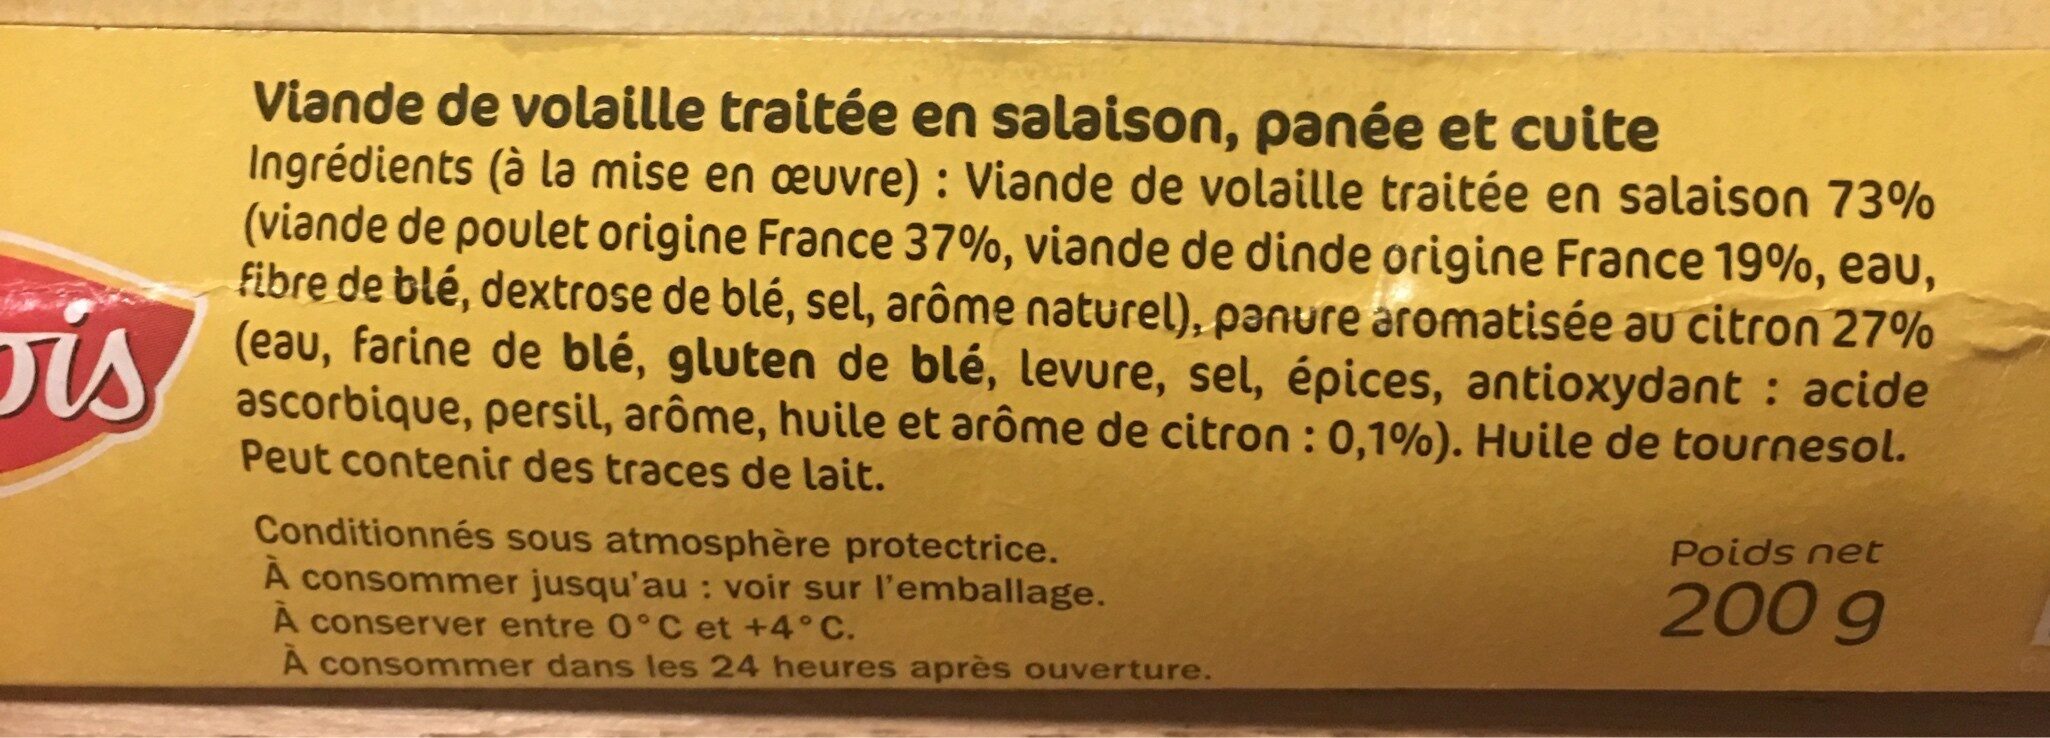 Viande de volaille traitée en salaison, panée et cuite
Ingrédients (à la mise en œuvre) : Viande de volaille traitée en salaison 73%
(viande de poulet origine France 37%, viande de dinde origine France 19%, eau,
fibre de blé, dextrose de blé, sel, arôme naturel), panure aromatisée au citron 27%
(eau, farine de blé, gluten de blé, levure, sel, épices, antioxydant : acide
ascorbique, persil, arôme, huile et arôme de citron : 0,1%). Huile de tournesol.
Peut contenir des traces de lait.
Conditionnés sous atmosphère protectrice.
À consommer jusqu'au : voir sur l'emballage.
À conserver entre 0°C et +4°C.
À consommer dans les 24 heures après ouverture.
Poids net
200 g